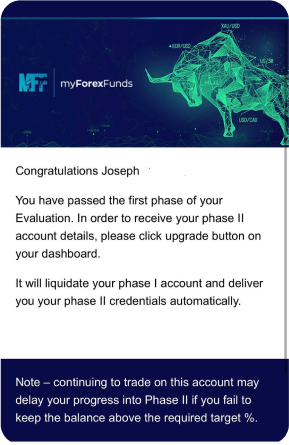 XAU/USD
EUR/USD
US/30
MFF
myForexFunds
USD/CAD
Congratulations Joseph
You have passed the first phase of your
Evaluation. In order to receive your phase II
account details, please click upgrade button on
your dashboard.
It will liquidate your phase I account and deliver
you your phase II credentials automatically.
Note – continuing to trade on this account may
delay your progress into Phase II if you fail to
keep the balance above the required target %.